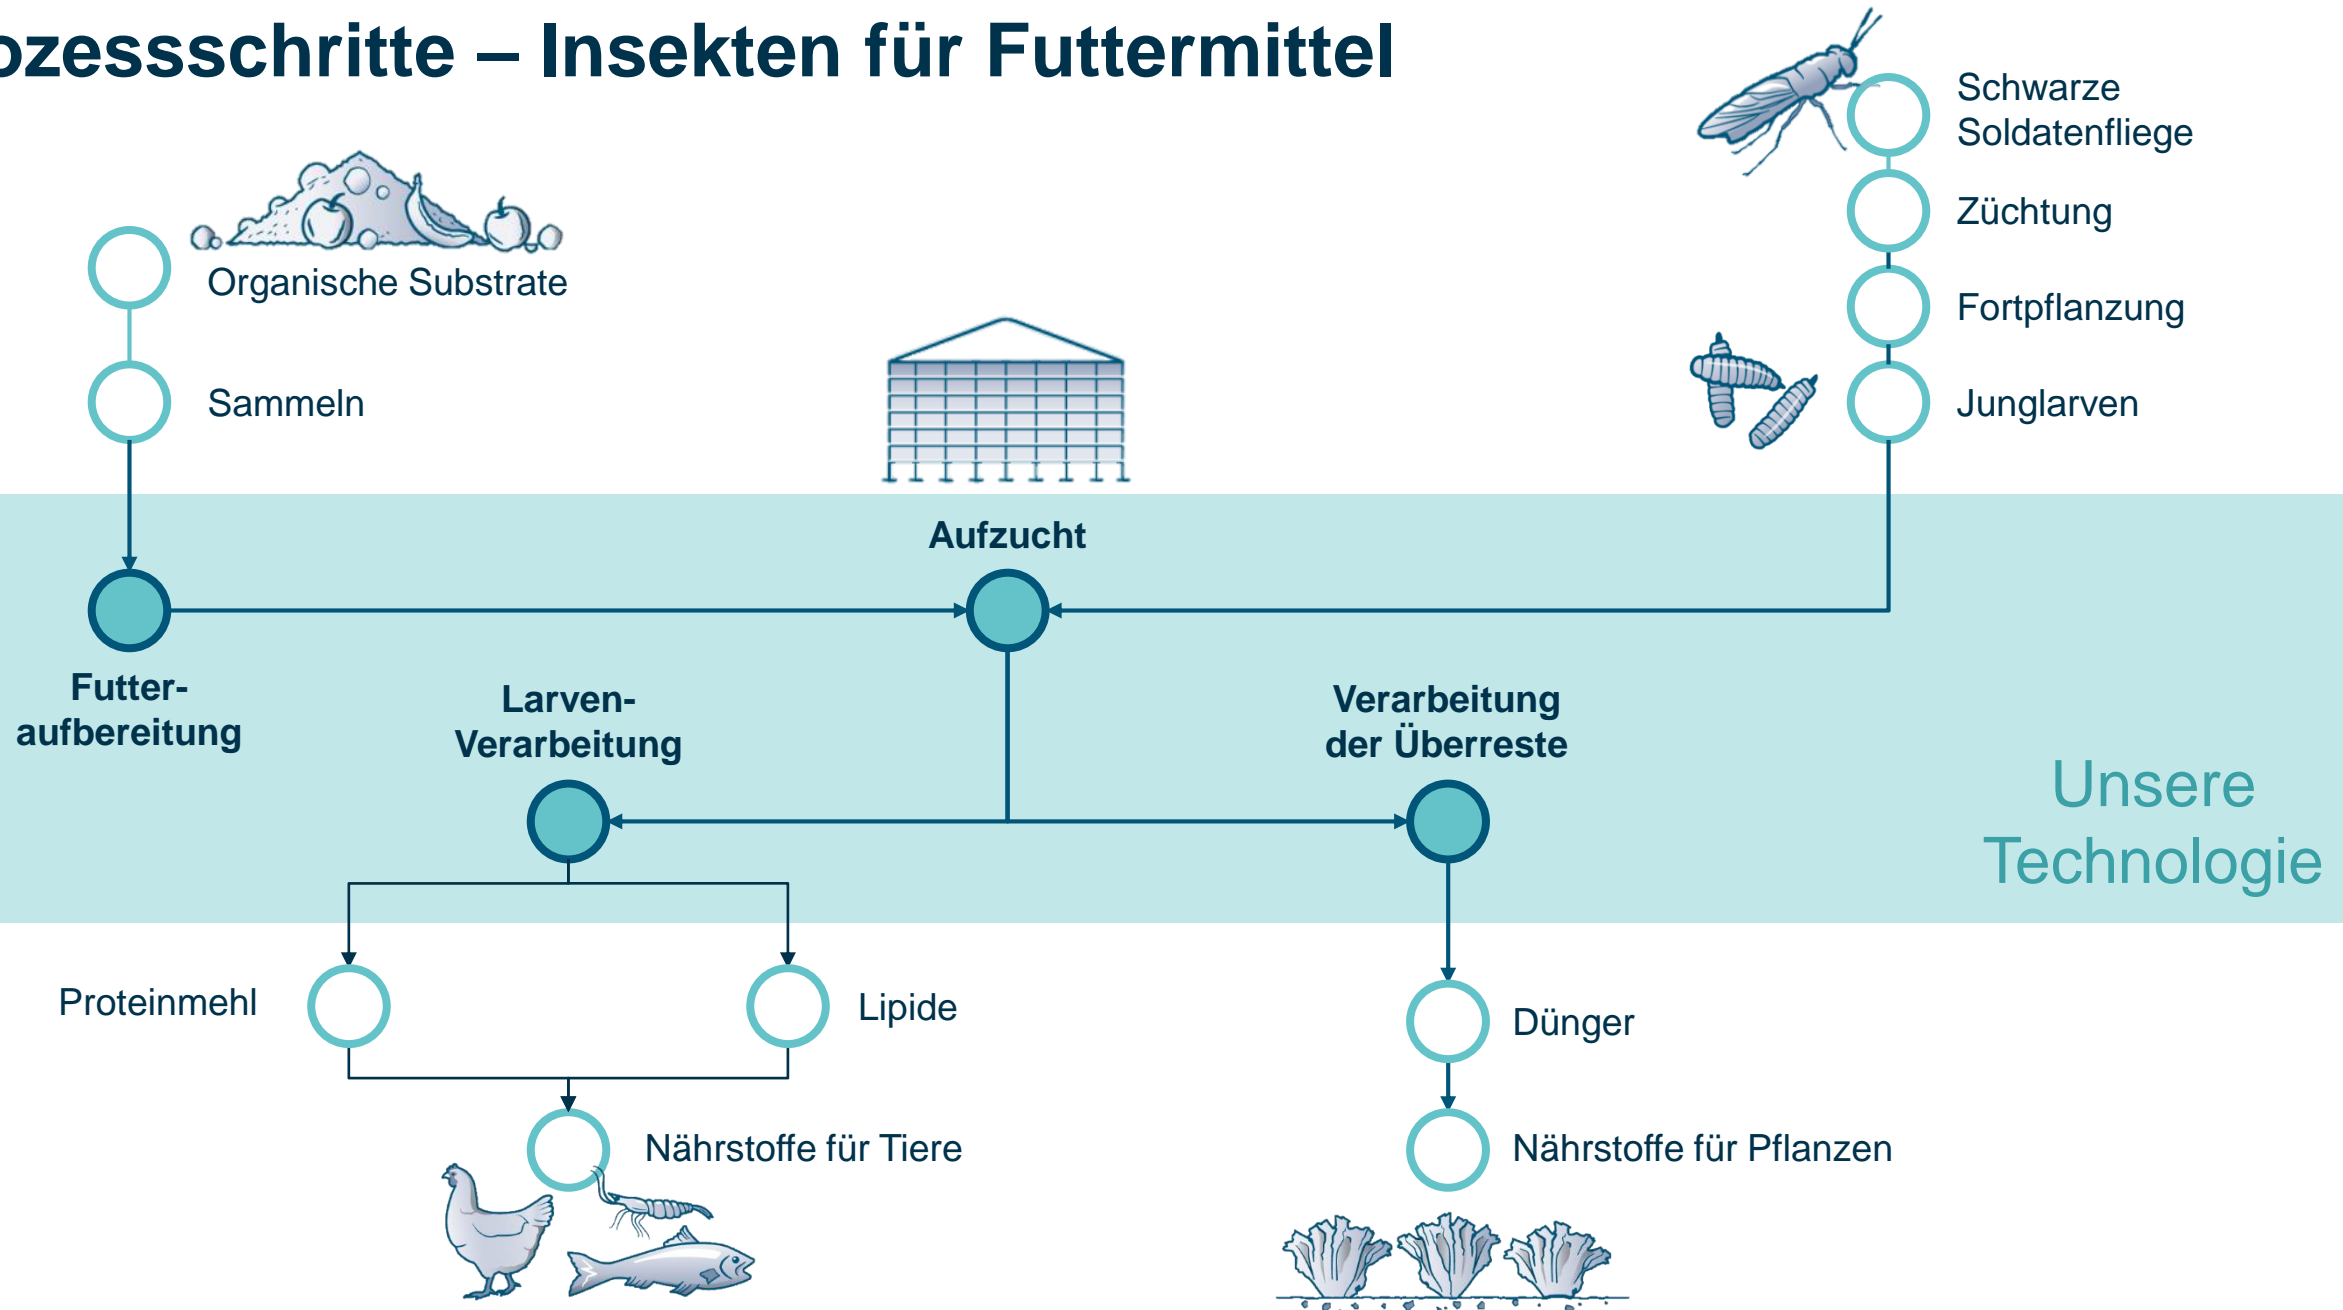 ozessschritte – Insekten für Futtermittel
Schwarze
Soldatenfliege
Züchtung
Organische Substrate
Fortpflanzung
Sammeln
Junglarven
Aufzucht
Futter-
aufbereitung
Larven-
Verarbeitung
Verarbeitung
der Überreste
Unsere
Technologie
Proteinmehl
Lipide
Dünger
Nährstoffe für Tiere
Nährstoffe für Pflanzen